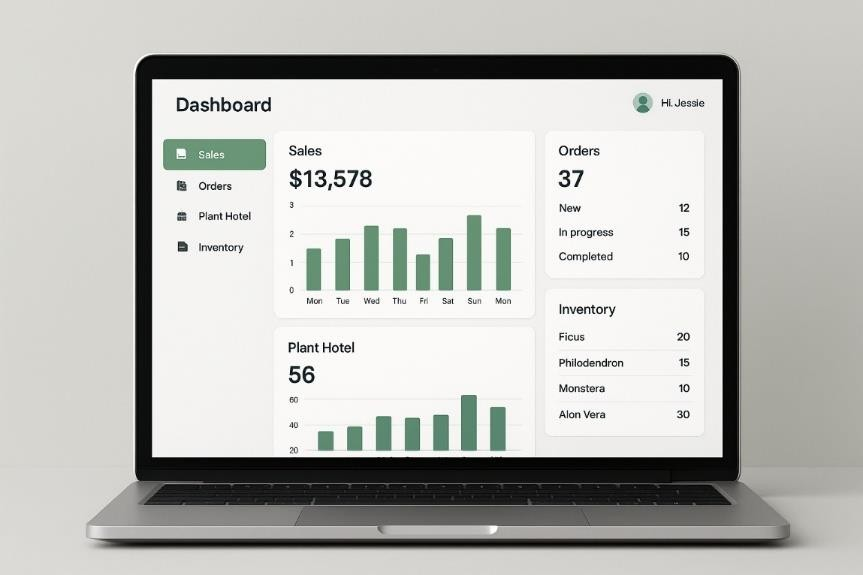 Dashboard
Hi. Jessie
Sales
Orders
Plant Hotel
Inventory
Sales
$13,578
3
2
1
0
Mon Tue Wed Thu Fri Sat Sun Mon
Plant Hotel
56
60
40
20
Orders
37
New 12
In progress 15
Completed 10
Inventory
Ficus 20
Philodendron 15
Monstera 10
Alon Vera 30